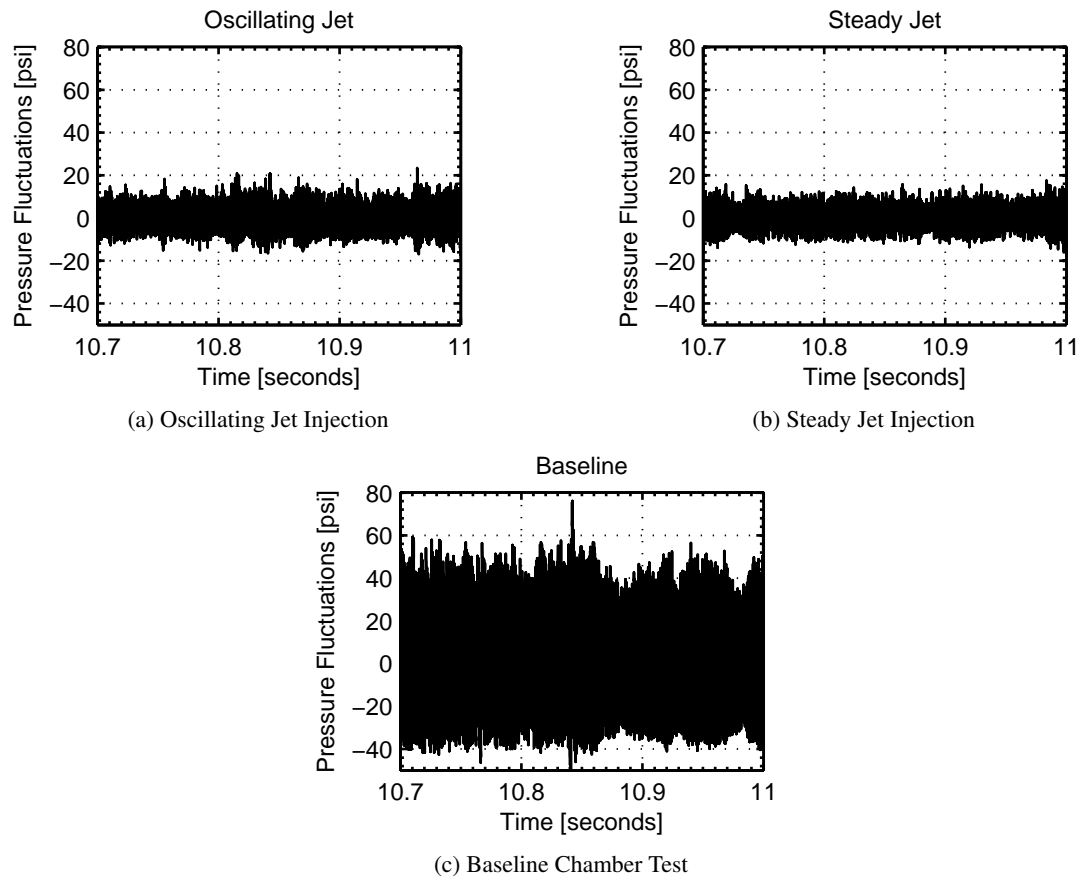 Oscillating Jet
Pressure Fluctuations [psi]
80
60
40
20
0
−20
−40
10.7 10.8 10.9 11
Time [seconds]
(a) Oscillating Jet Injection
Steady Jet
Pressure Fluctuations [psi]
80
60
40
20
0
−20
−40
10.7 10.8 10.9 11
Time [seconds]
(b) Steady Jet Injection
Baseline
Pressure Fluctuations [psi]
80
60
40
20
0
−20
−40
10.7 10.8 10.9 11
Time [seconds]
(c) Baseline Chamber Test